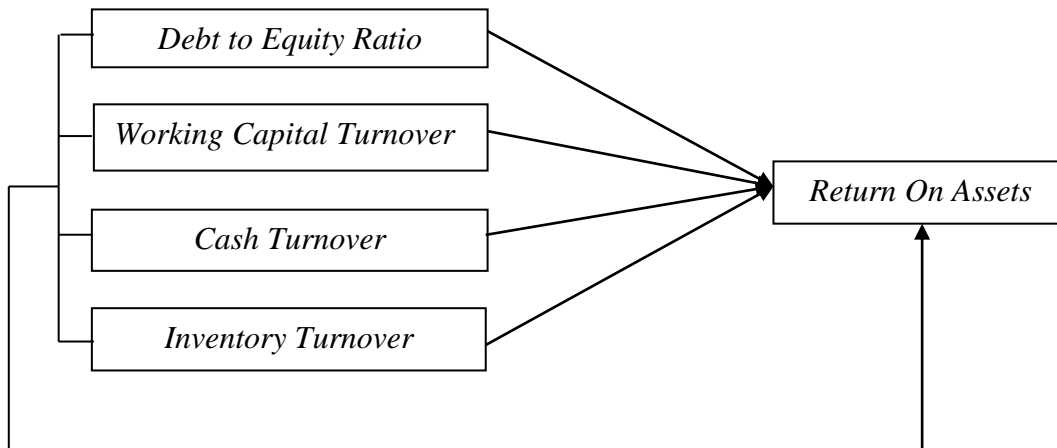 Debt to Equity Ratio
Working Capital Turnover
Return On Assets
Cash Turnover
Inventory Turnover